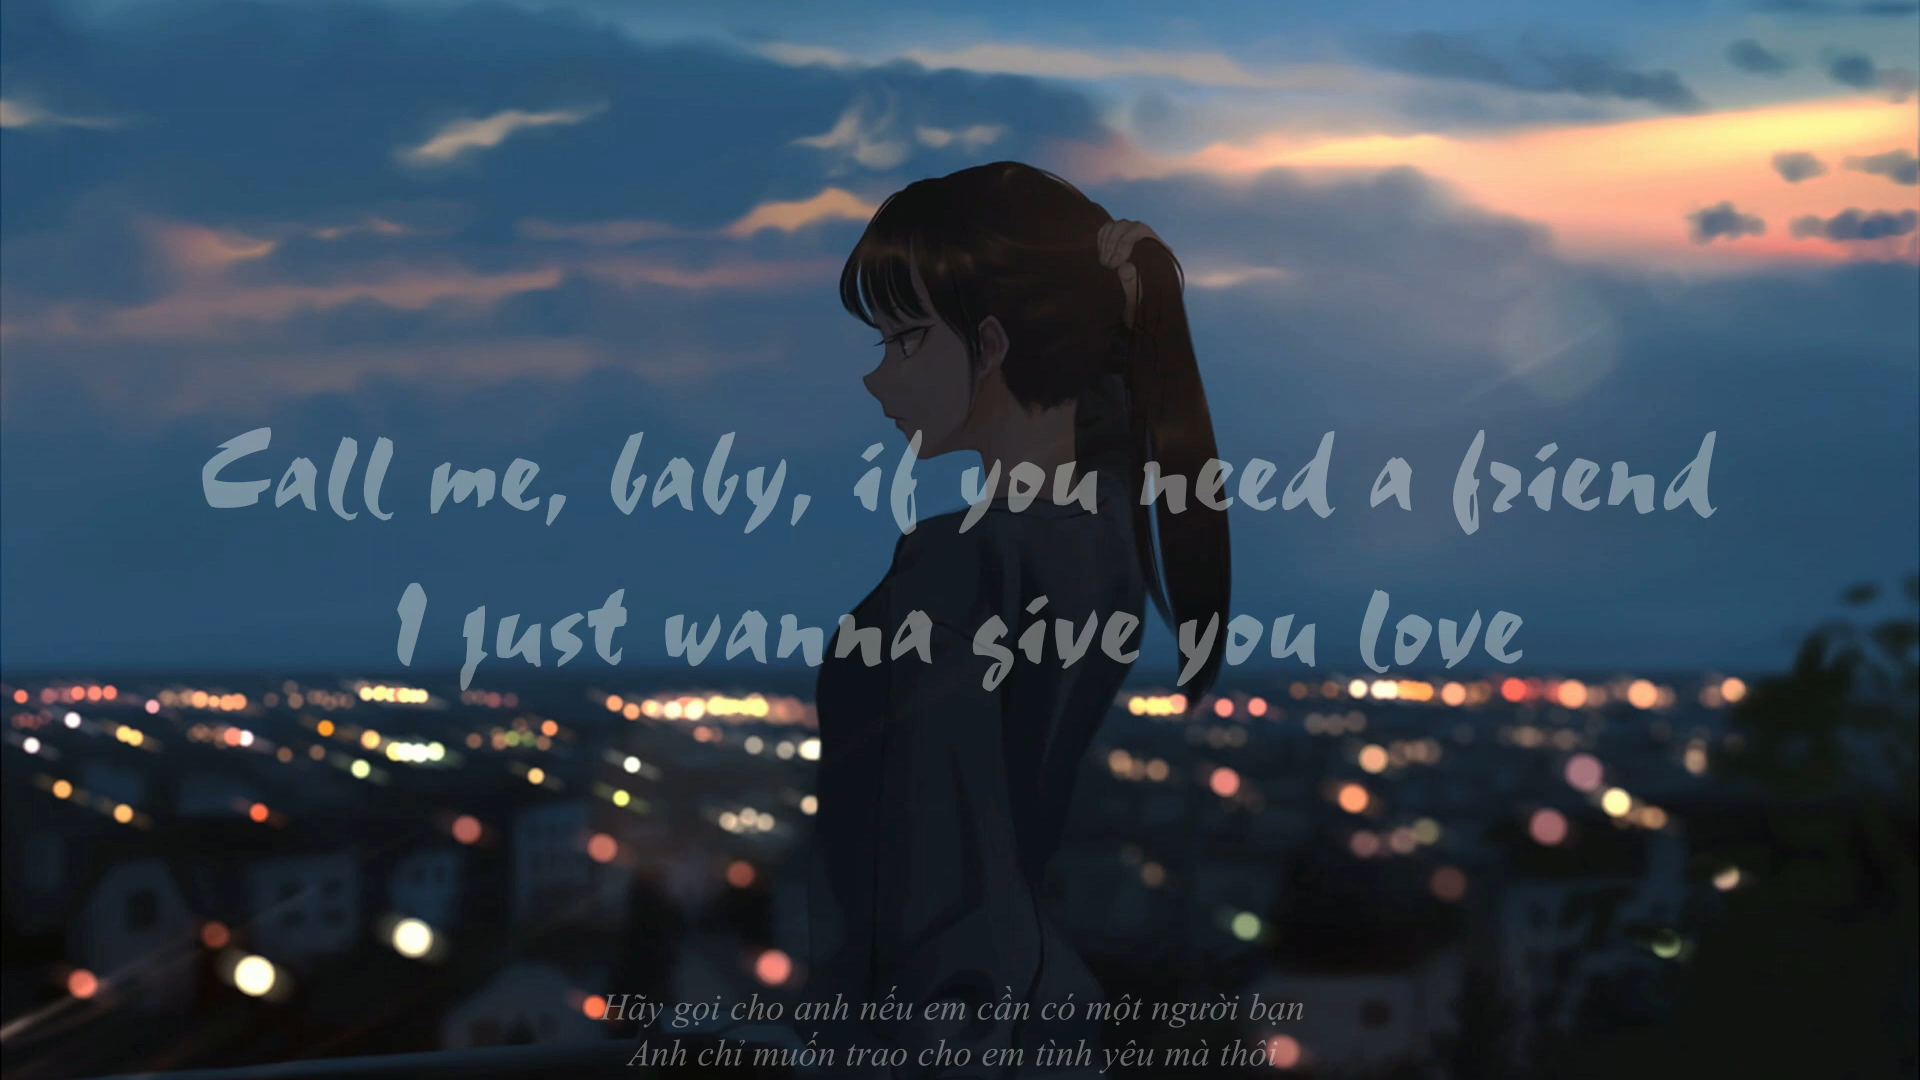 Call me, baby, if you need a friend
I just wanna give you love
Hãy gọi cho anh nếu em cần có một người bạn
Anh chỉ muốn trao cho em tình yêu mà thôi